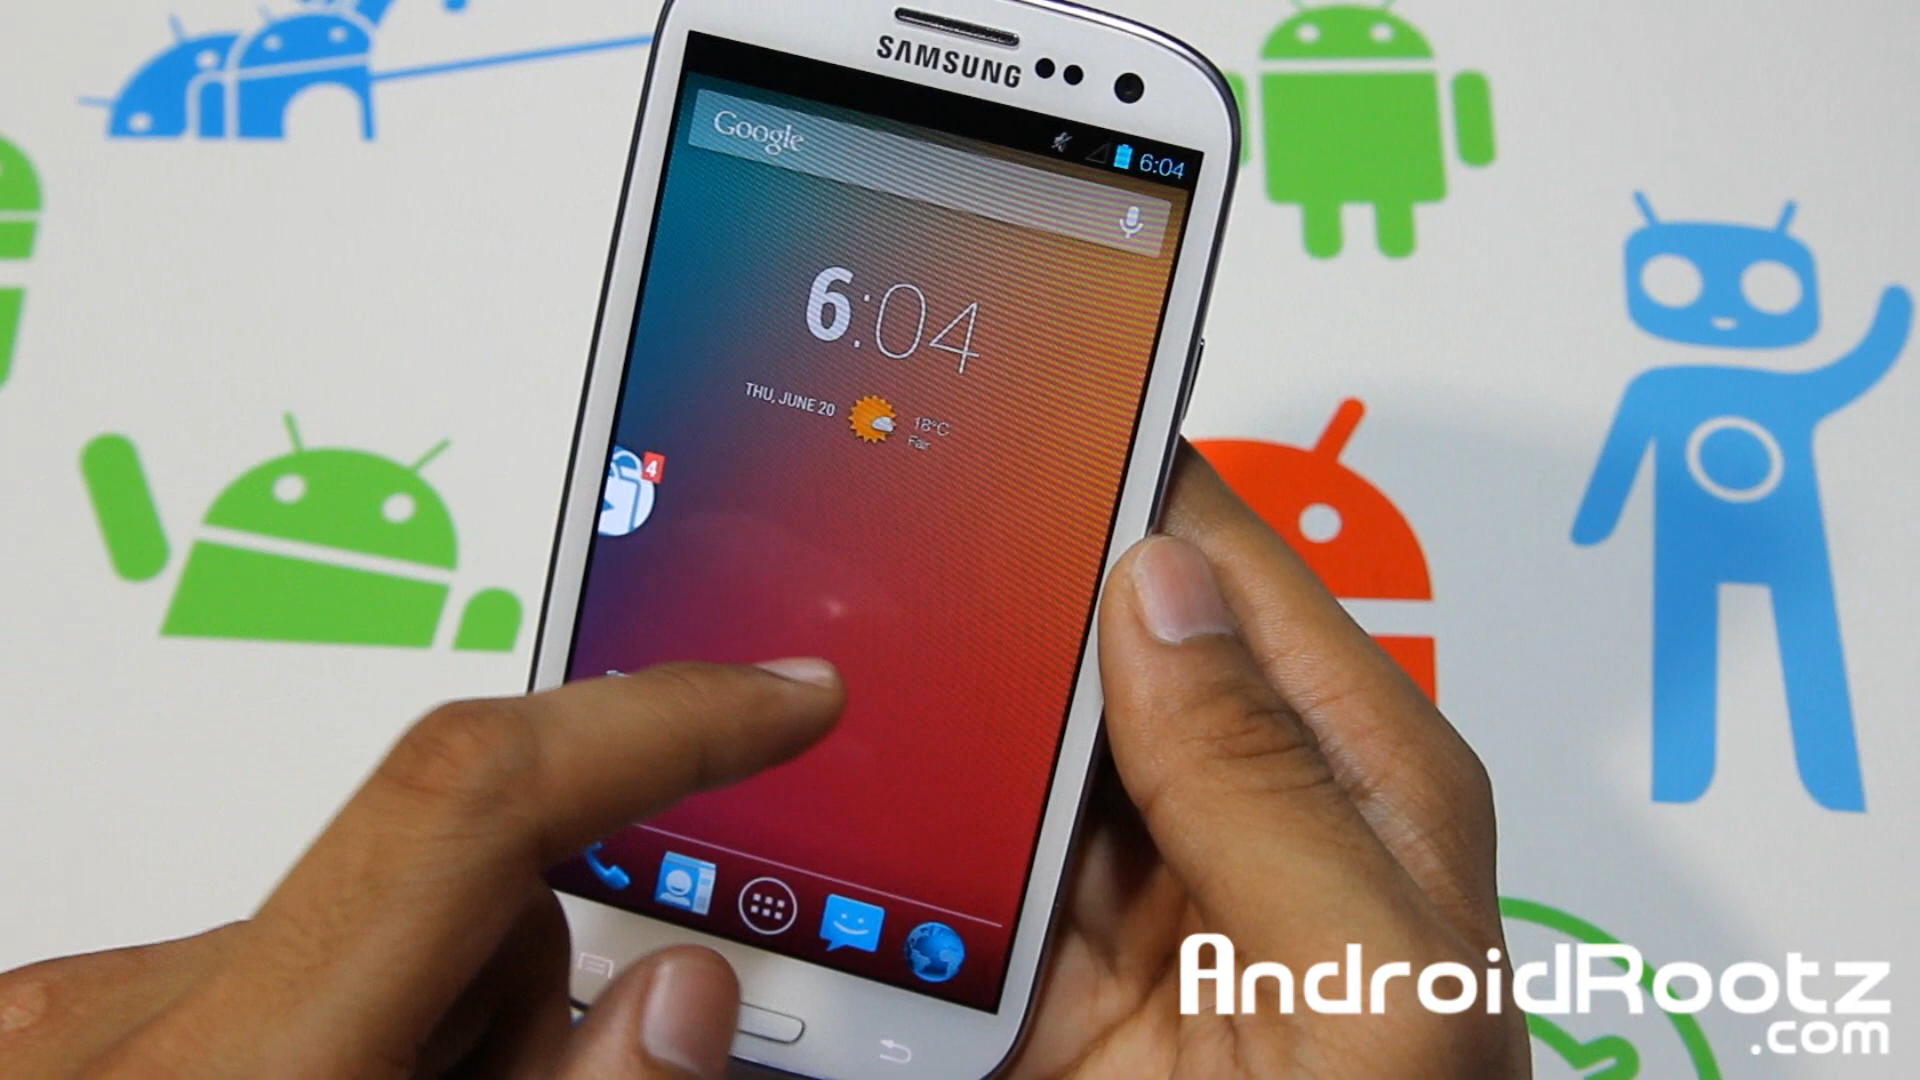 SAMSUNG
6:04
Google
6:04
THU, JUNE 20
18°C
Fair
4
AndroidRootz
.com